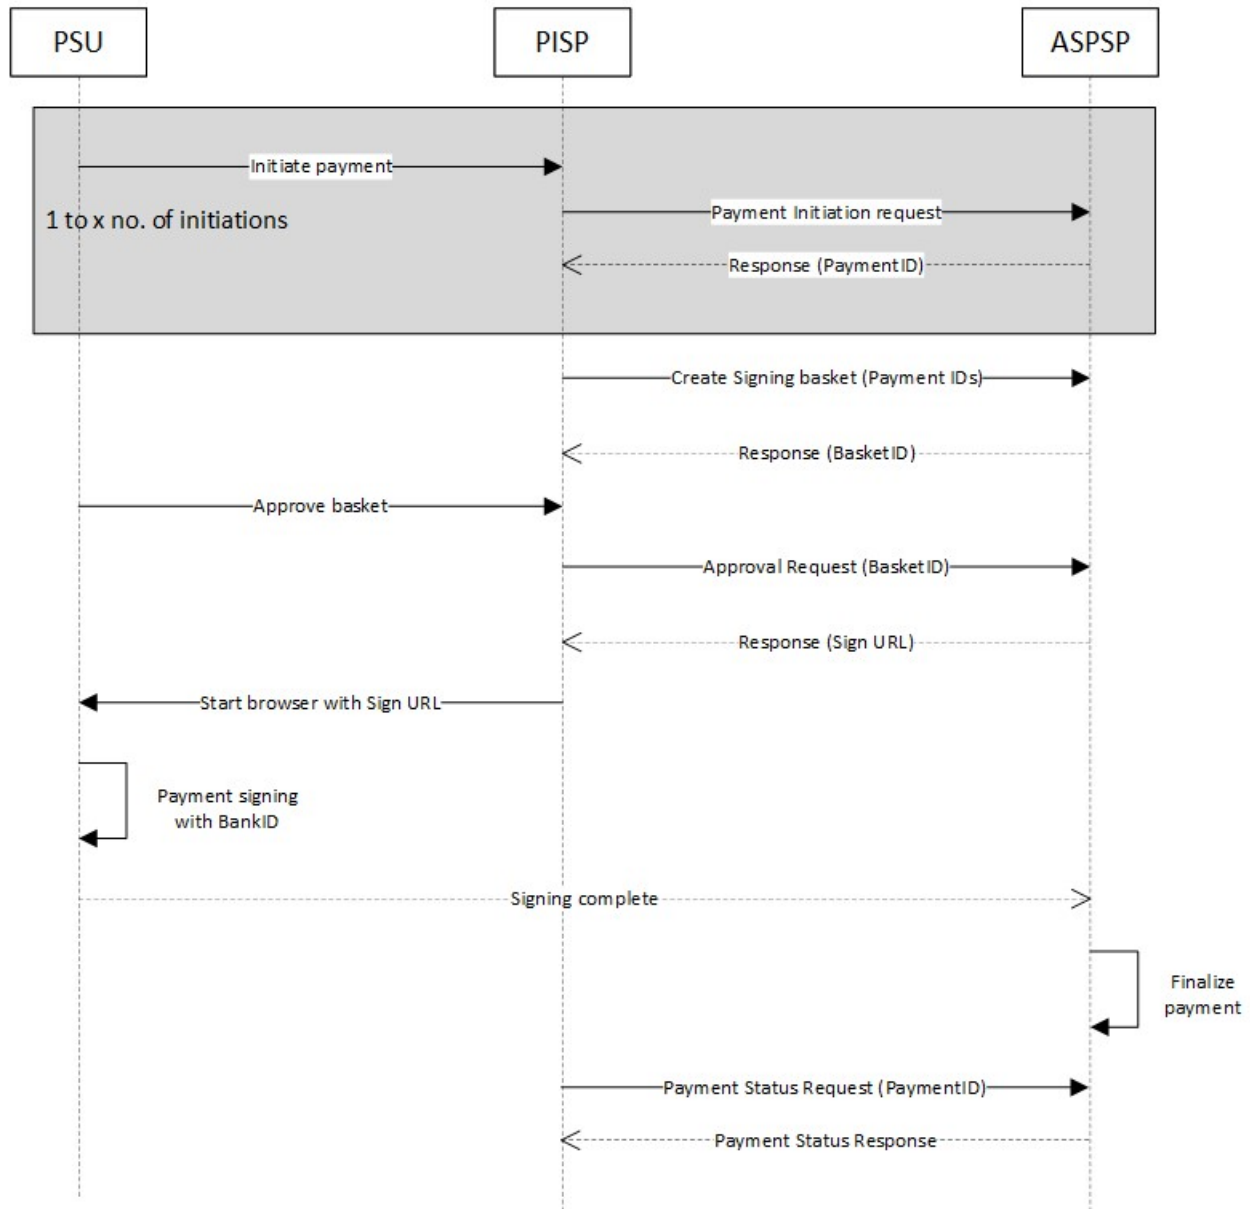 PSU
PISP
ASPSP
Initiate payment
Payment Initiation request
1 to x no. of initiations
Response (PaymentID)
Create Signing basket (Payment IDs)
Response (BasketID)
Approve basket
Approval Request (BasketID)
Response (Sign URL)
Start browser with Sign URL
Payment signing
with BankID
Signing complete
Finalize
payment
Payment Status Request (PaymentID)
Payment Status Response